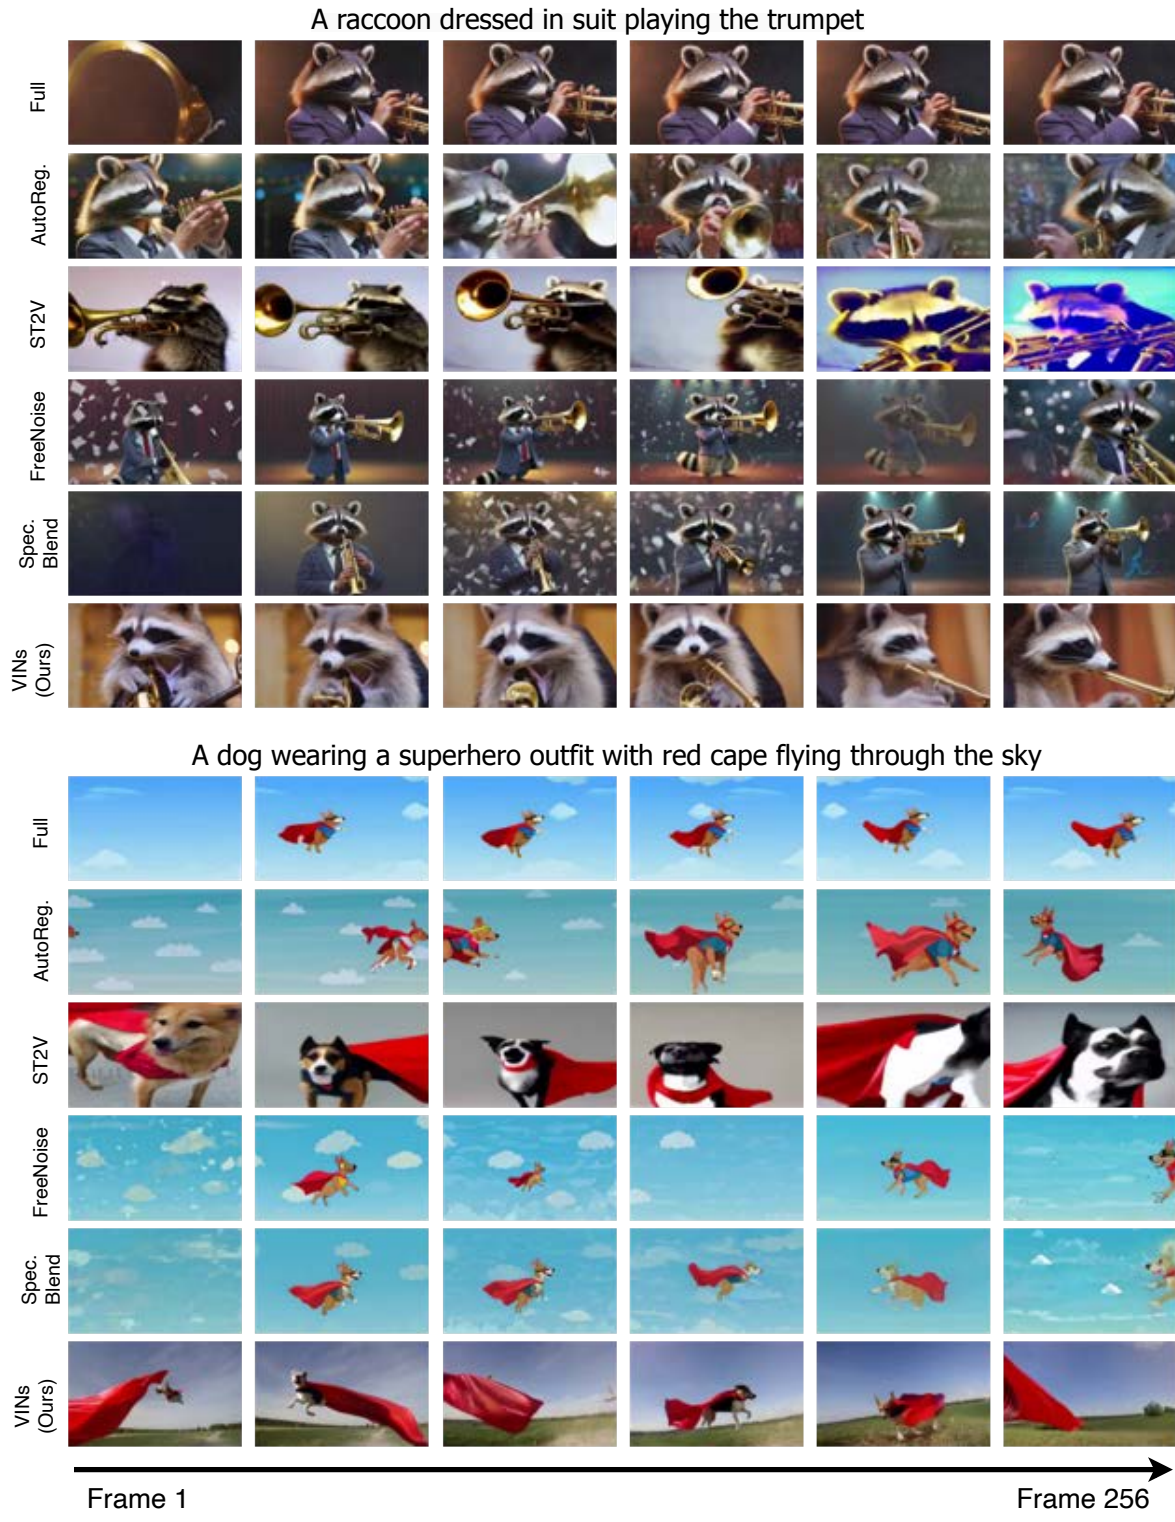 A raccoon dressed in suit playing the trumpet
Full
AutoReg.
ST2V
FreeNoise
Spec.
Blend
VINs
(Ours)
A dog wearing a superhero outfit with red cape flying through the sky
Full
AutoReg.
ST2V
FreeNoise
Spec.
Blend
VINs
(Ours)
Frame 1
Frame 256